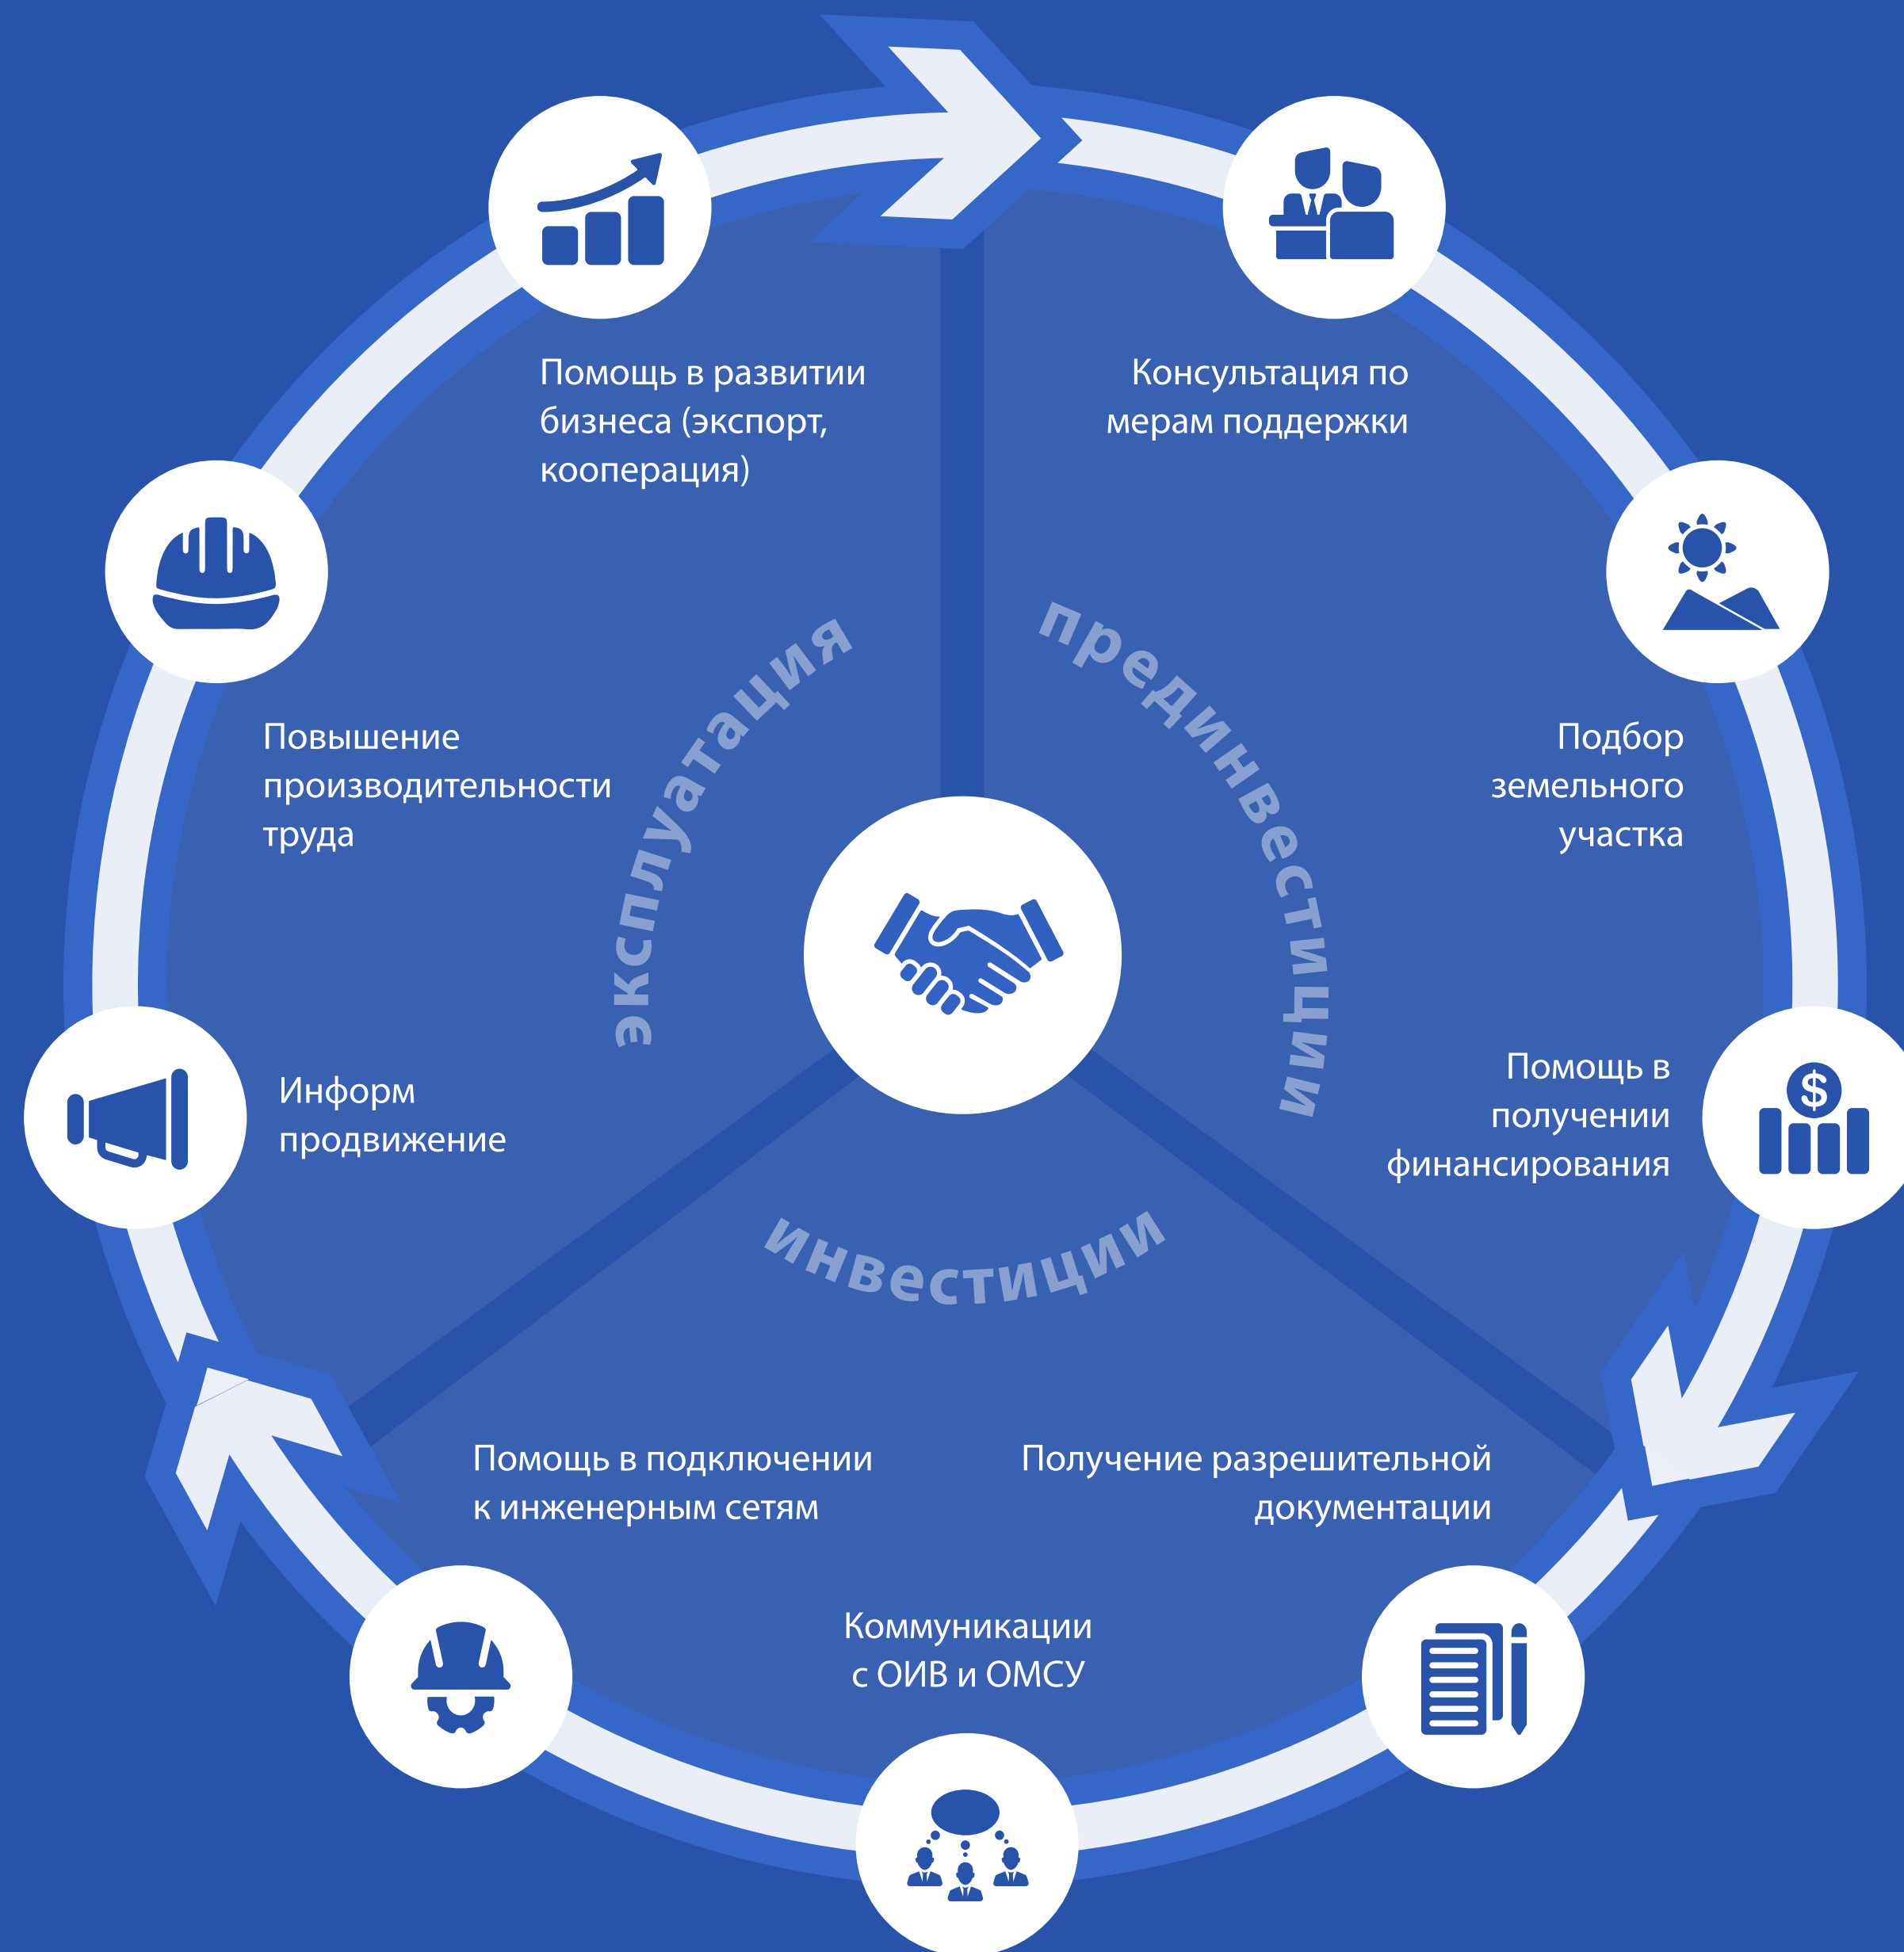 Помощь в развитии
бизнеса (экспорт,
кооперация)
Консультация по
мерам поддержки
эксплуатация
прединвестиции
Повышение
производительности
труда
Подбор
земельного
участка
Информ
продвижение
Помощь в
получении
финансирования
$
инвестиции
Помощь в подключении
к инженерным сетям
Получение разрешительной
документации
Коммуникации
с ОИВ и ОМСУ